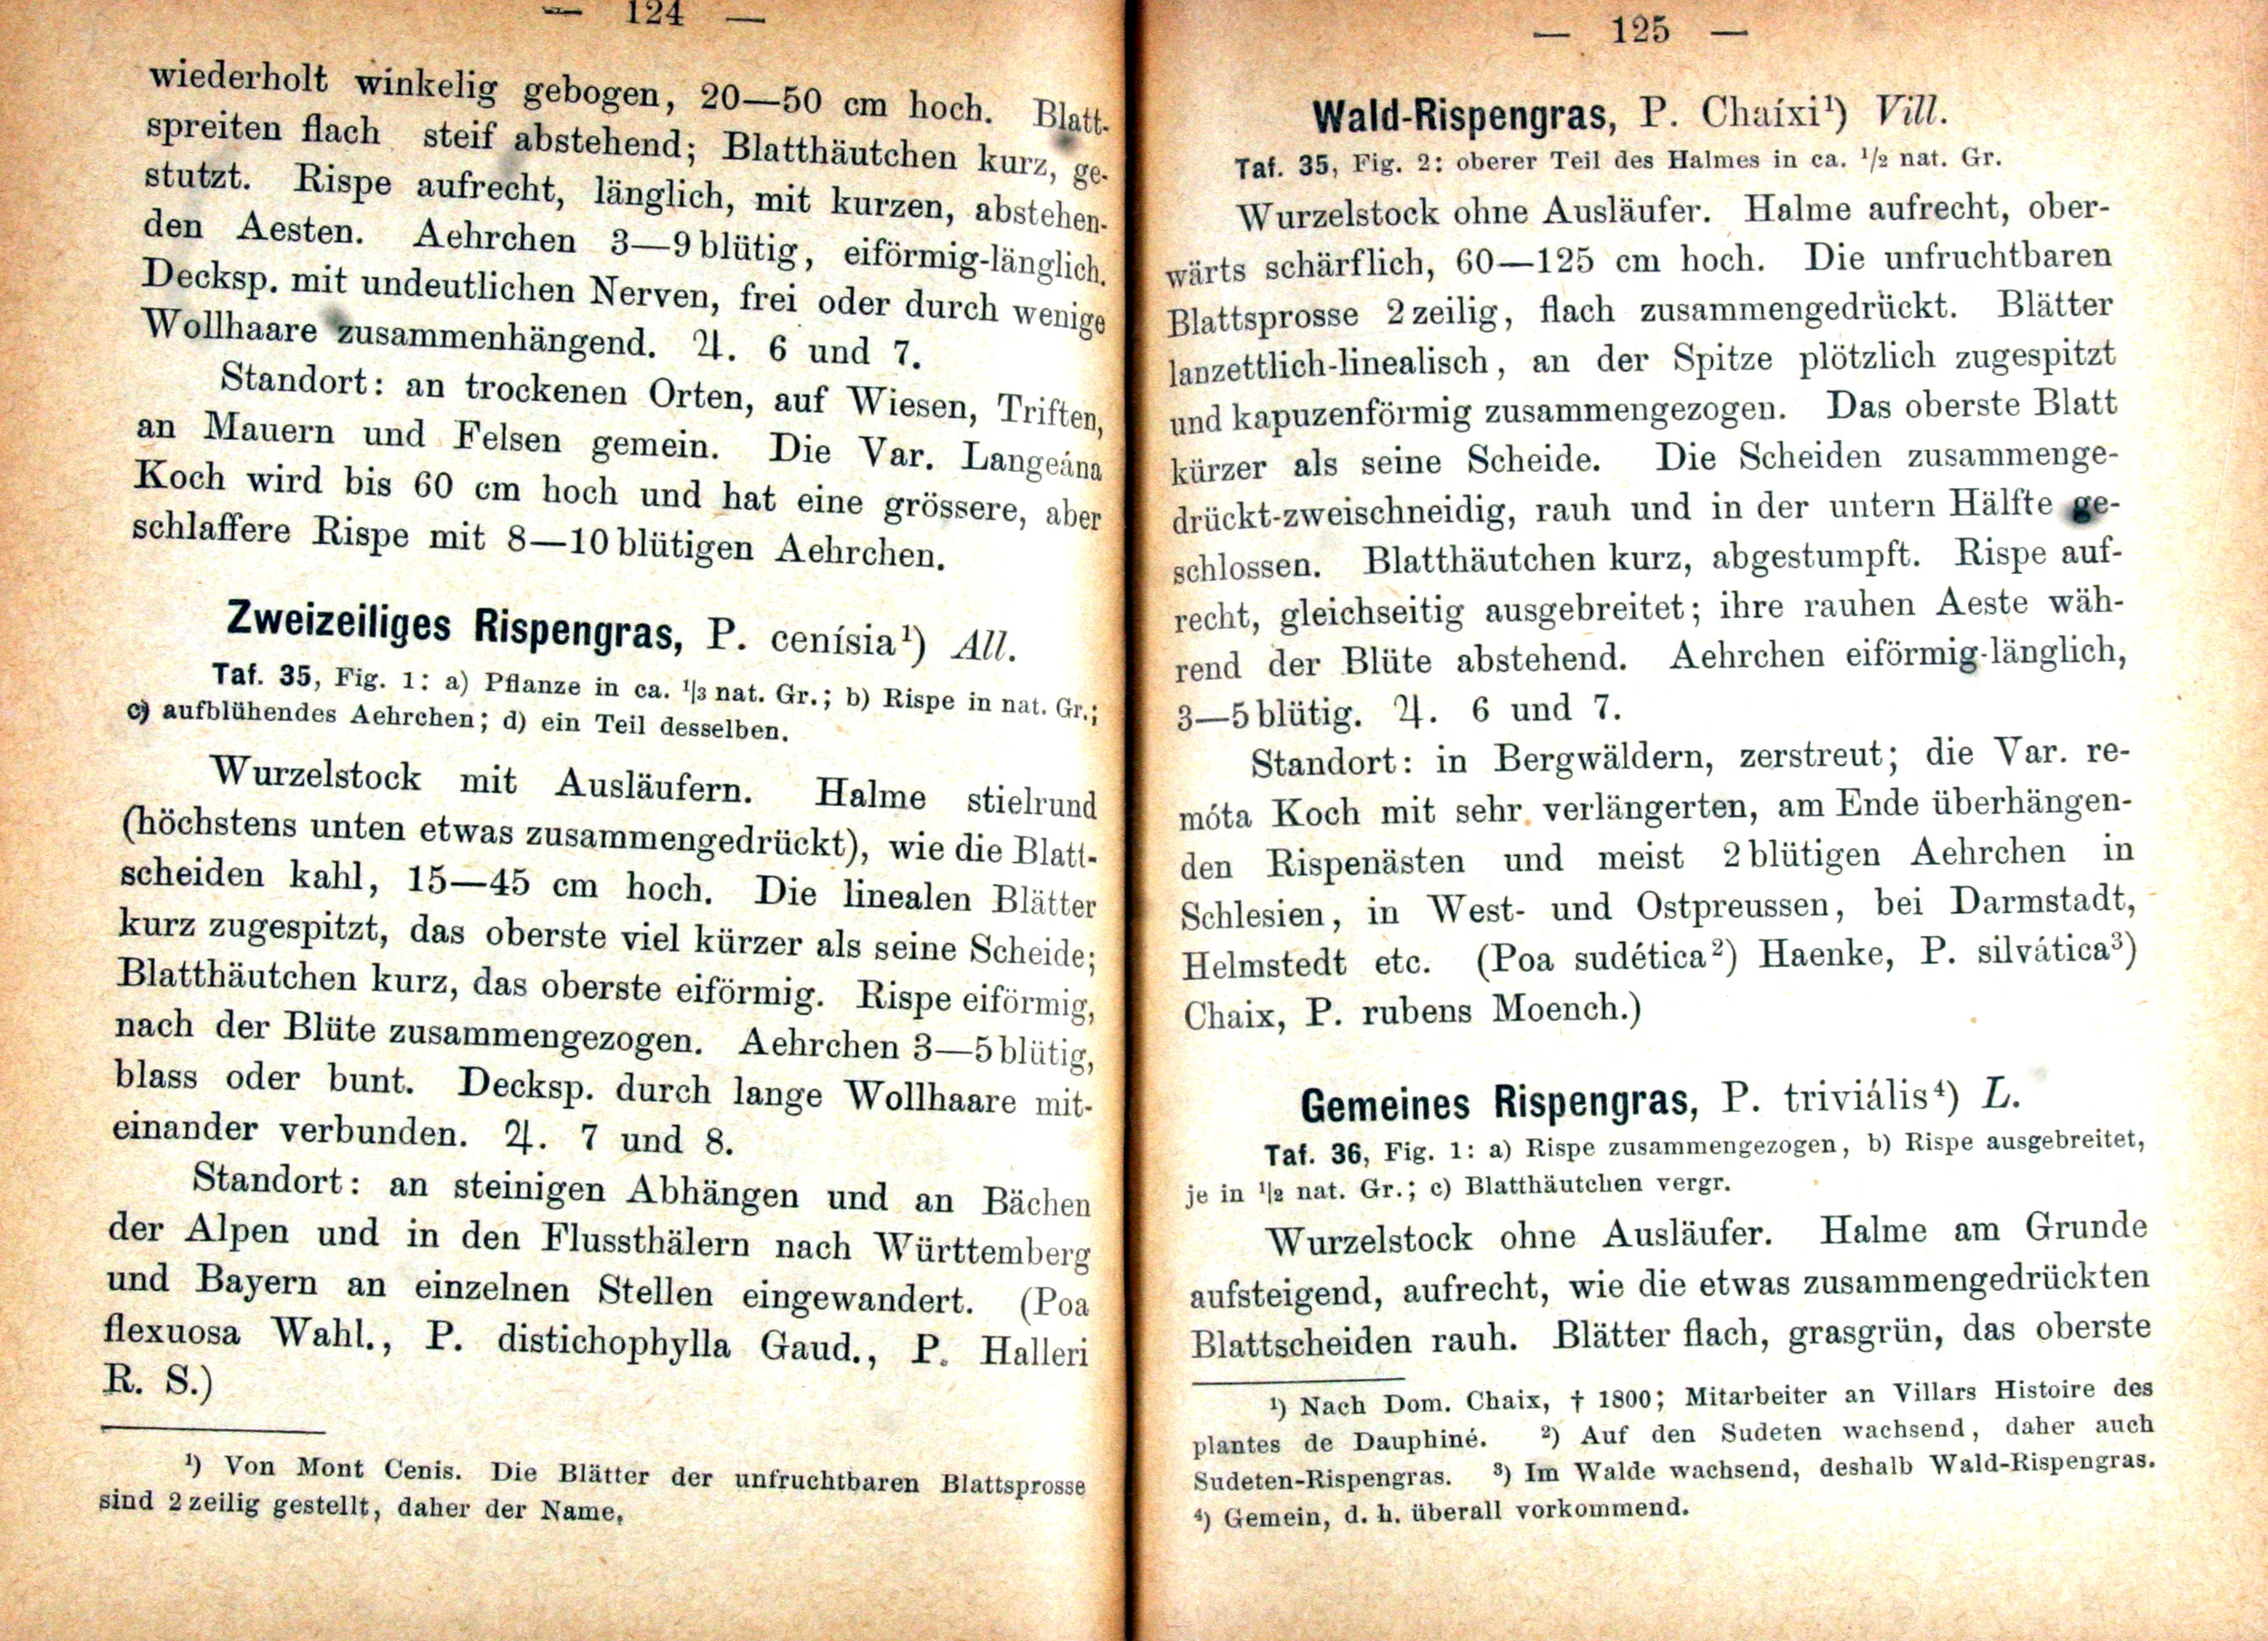 — 124 —
wiederholt winkelig gebogen, 20—50 cm hoch. Blatt-
spreiten flach steif abstehend; Blatthäutchen kurz, ge-
stutzt. Rispe aufrecht, länglich, mit kurzen, abstehen-
den Aesten. Aehrchen 3—9 blütig, eiförmig-länglich.
Decksp. mit undeutlichen Nerven, frei oder durch wenige
Wollhaare zusammenhängend. ♃. 6 und 7.
Standort: an trockenen Orten, auf Wiesen, Triften,
an Mauern und Felsen gemein. Die Var. Langeána
Koch wird bis 60 cm hoch und hat eine grössere, aber
schlaffere Rispe mit 8—10 blütigen Aehrchen.
Zweizeiliges Rispengras, P. cenísia¹) All.
Taf. 35, Fig. 1: a) Pflanze in ca. ¹/₃ nat. Gr.; b) Rispe in nat. Gr.;
c) aufblühendes Aehrchen; d) ein Teil desselben.
Wurzelstock mit Ausläufern. Halme stielrund
(höchstens unten etwas zusammengedrückt), wie die Blatt-
scheiden kahl, 15—45 cm hoch. Die linealen Blätter
kurz zugespitzt, das oberste viel kürzer als seine Scheide;
Blatthäutchen kurz, das oberste eiförmig. Rispe eiförmig,
nach der Blüte zusammengezogen. Aehrchen 3—5 blütig,
blass oder bunt. Decksp. durch lange Wollhaare mit-
einander verbunden. ♃. 7 und 8.
Standort: an steinigen Abhängen und an Bächen
der Alpen und in den Flussthälern nach Württemberg
und Bayern an einzelnen Stellen eingewandert. (Poa
flexuosa Wahl., P. distichophylla Gaud., P. Halleri
R. S.)
¹) Von Mont Cenis. Die Blätter der unfruchtbaren Blattsprosse
sind 2 zeilig gestellt, daher der Name.
— 125 —
Wald-Rispengras, P. Chaíxi¹) Vill.
Taf. 35, Fig. 2: oberer Teil des Halmes in ca. ¹/₂ nat. Gr.
Wurzelstock ohne Ausläufer. Halme aufrecht, ober-
wärts schärflich, 60—125 cm hoch. Die unfruchtbaren
Blattsprosse 2 zeilig, flach zusammengedrückt. Blätter
lanzettlich-linealisch, an der Spitze plötzlich zugespitzt
und kapuzenförmig zusammengezogen. Das oberste Blatt
kürzer als seine Scheide. Die Scheiden zusammenge-
drückt-zweischneidig, rauh und in der untern Hälfte ge-
schlossen. Blatthäutchen kurz, abgestumpft. Rispe auf-
recht, gleichseitig ausgebreitet; ihre rauhen Aeste wäh-
rend der Blüte abstehend. Aehrchen eiförmig-länglich,
3—5 blütig. ♃. 6 und 7.
Standort: in Bergwäldern, zerstreut; die Var. re-
móta Koch mit sehr verlängerten, am Ende überhängen-
den Rispenästen und meist 2 blütigen Aehrchen in
Schlesien, in West- und Ostpreussen, bei Darmstadt,
Helmstedt etc. (Poa sudética²) Haenke, P. silvática³)
Chaix, P. rubens Moench.)
Gemeines Rispengras, P. triviális⁴) L.
Taf. 36, Fig. 1: a) Rispe zusammengezogen, b) Rispe ausgebreitet,
je in ¹/₂ nat. Gr.; c) Blatthäutchen vergr.
Wurzelstock ohne Ausläufer. Halme am Grunde
aufsteigend, aufrecht, wie die etwas zusammengedrückten
Blattscheiden rauh. Blätter flach, grasgrün, das oberste
¹) Nach Dom. Chaix, † 1800; Mitarbeiter an Villars Histoire des
plantes de Dauphiné. ²) Auf den Sudeten wachsend, daher auch
Sudeten-Rispengras. ³) Im Walde wachsend, deshalb Wald-Rispengras.
⁴) Gemein, d. h. überall vorkommend.